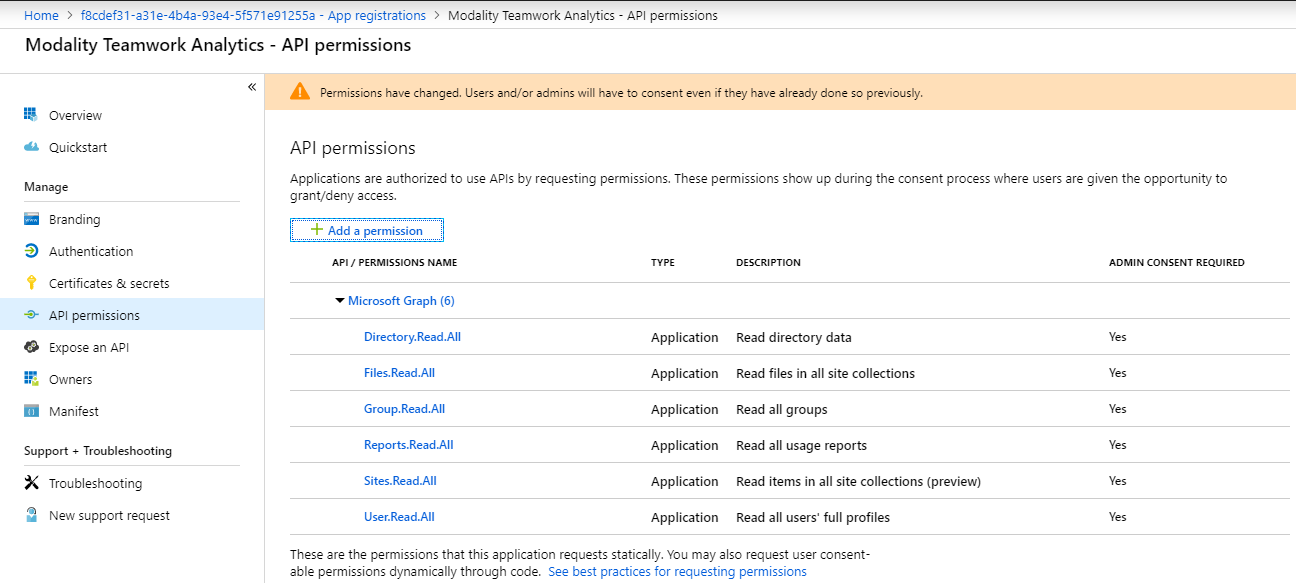 Home > f8cdef31-a31e-4b4a-93e4-5f571e91255a - App registrations > Modality Teamwork Analytics - API permissions
Modality Teamwork Analytics - API permissions
«
Overview
Quickstart
Manage
Branding
Authentication
Certificates & secrets
API permissions
Expose an API
Owners
Manifest
Support + Troubleshooting
Troubleshooting
New support request
Permissions have changed. Users and/or admins will have to consent even if they have already done so previously.
API permissions
Applications are authorized to use APIs by requesting permissions. These permissions show up during the consent process where users are given the opportunity to
grant/deny access.
+ Add a permission
API / PERMISSIONS NAME TYPE DESCRIPTION ADMIN CONSENT REQUIRED
Microsoft Graph (6)
Directory.Read.All Application Read directory data Yes
Files.Read.All Application Read files in all site collections Yes
Group.Read.All Application Read all groups Yes
Reports.Read.All Application Read all usage reports Yes
Sites.Read.All Application Read items in all site collections (preview) Yes
User.Read.All Application Read all users' full profiles Yes
These are the permissions that this application requests statically. You may also request user consent-
able permissions dynamically through code. See best practices for requesting permissions